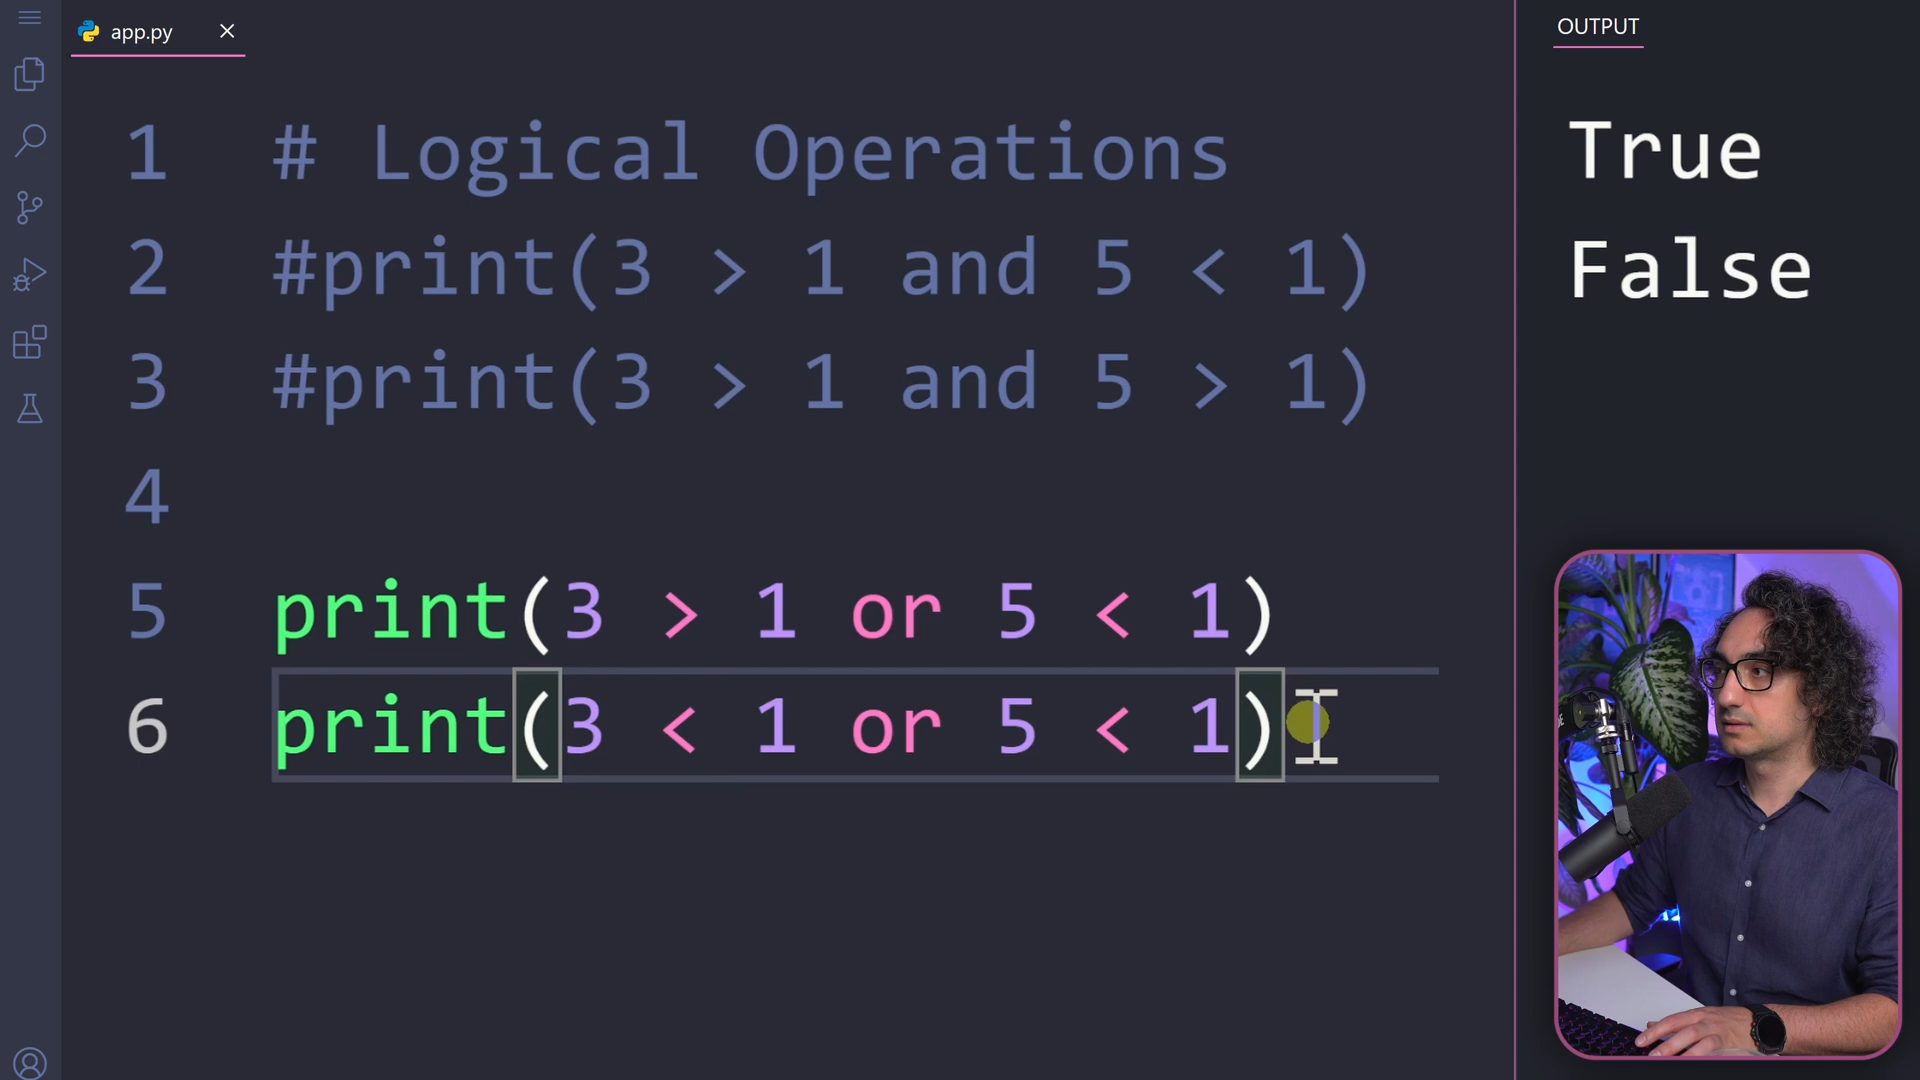 app.py
OUTPUT
1 # Logical Operations
2 #print(3 > 1 and 5 < 1)
3 #print(3 > 1 and 5 > 1)
4
5 print(3 > 1 or 5 < 1)
6 print(3 < 1 or 5 < 1)
True
False